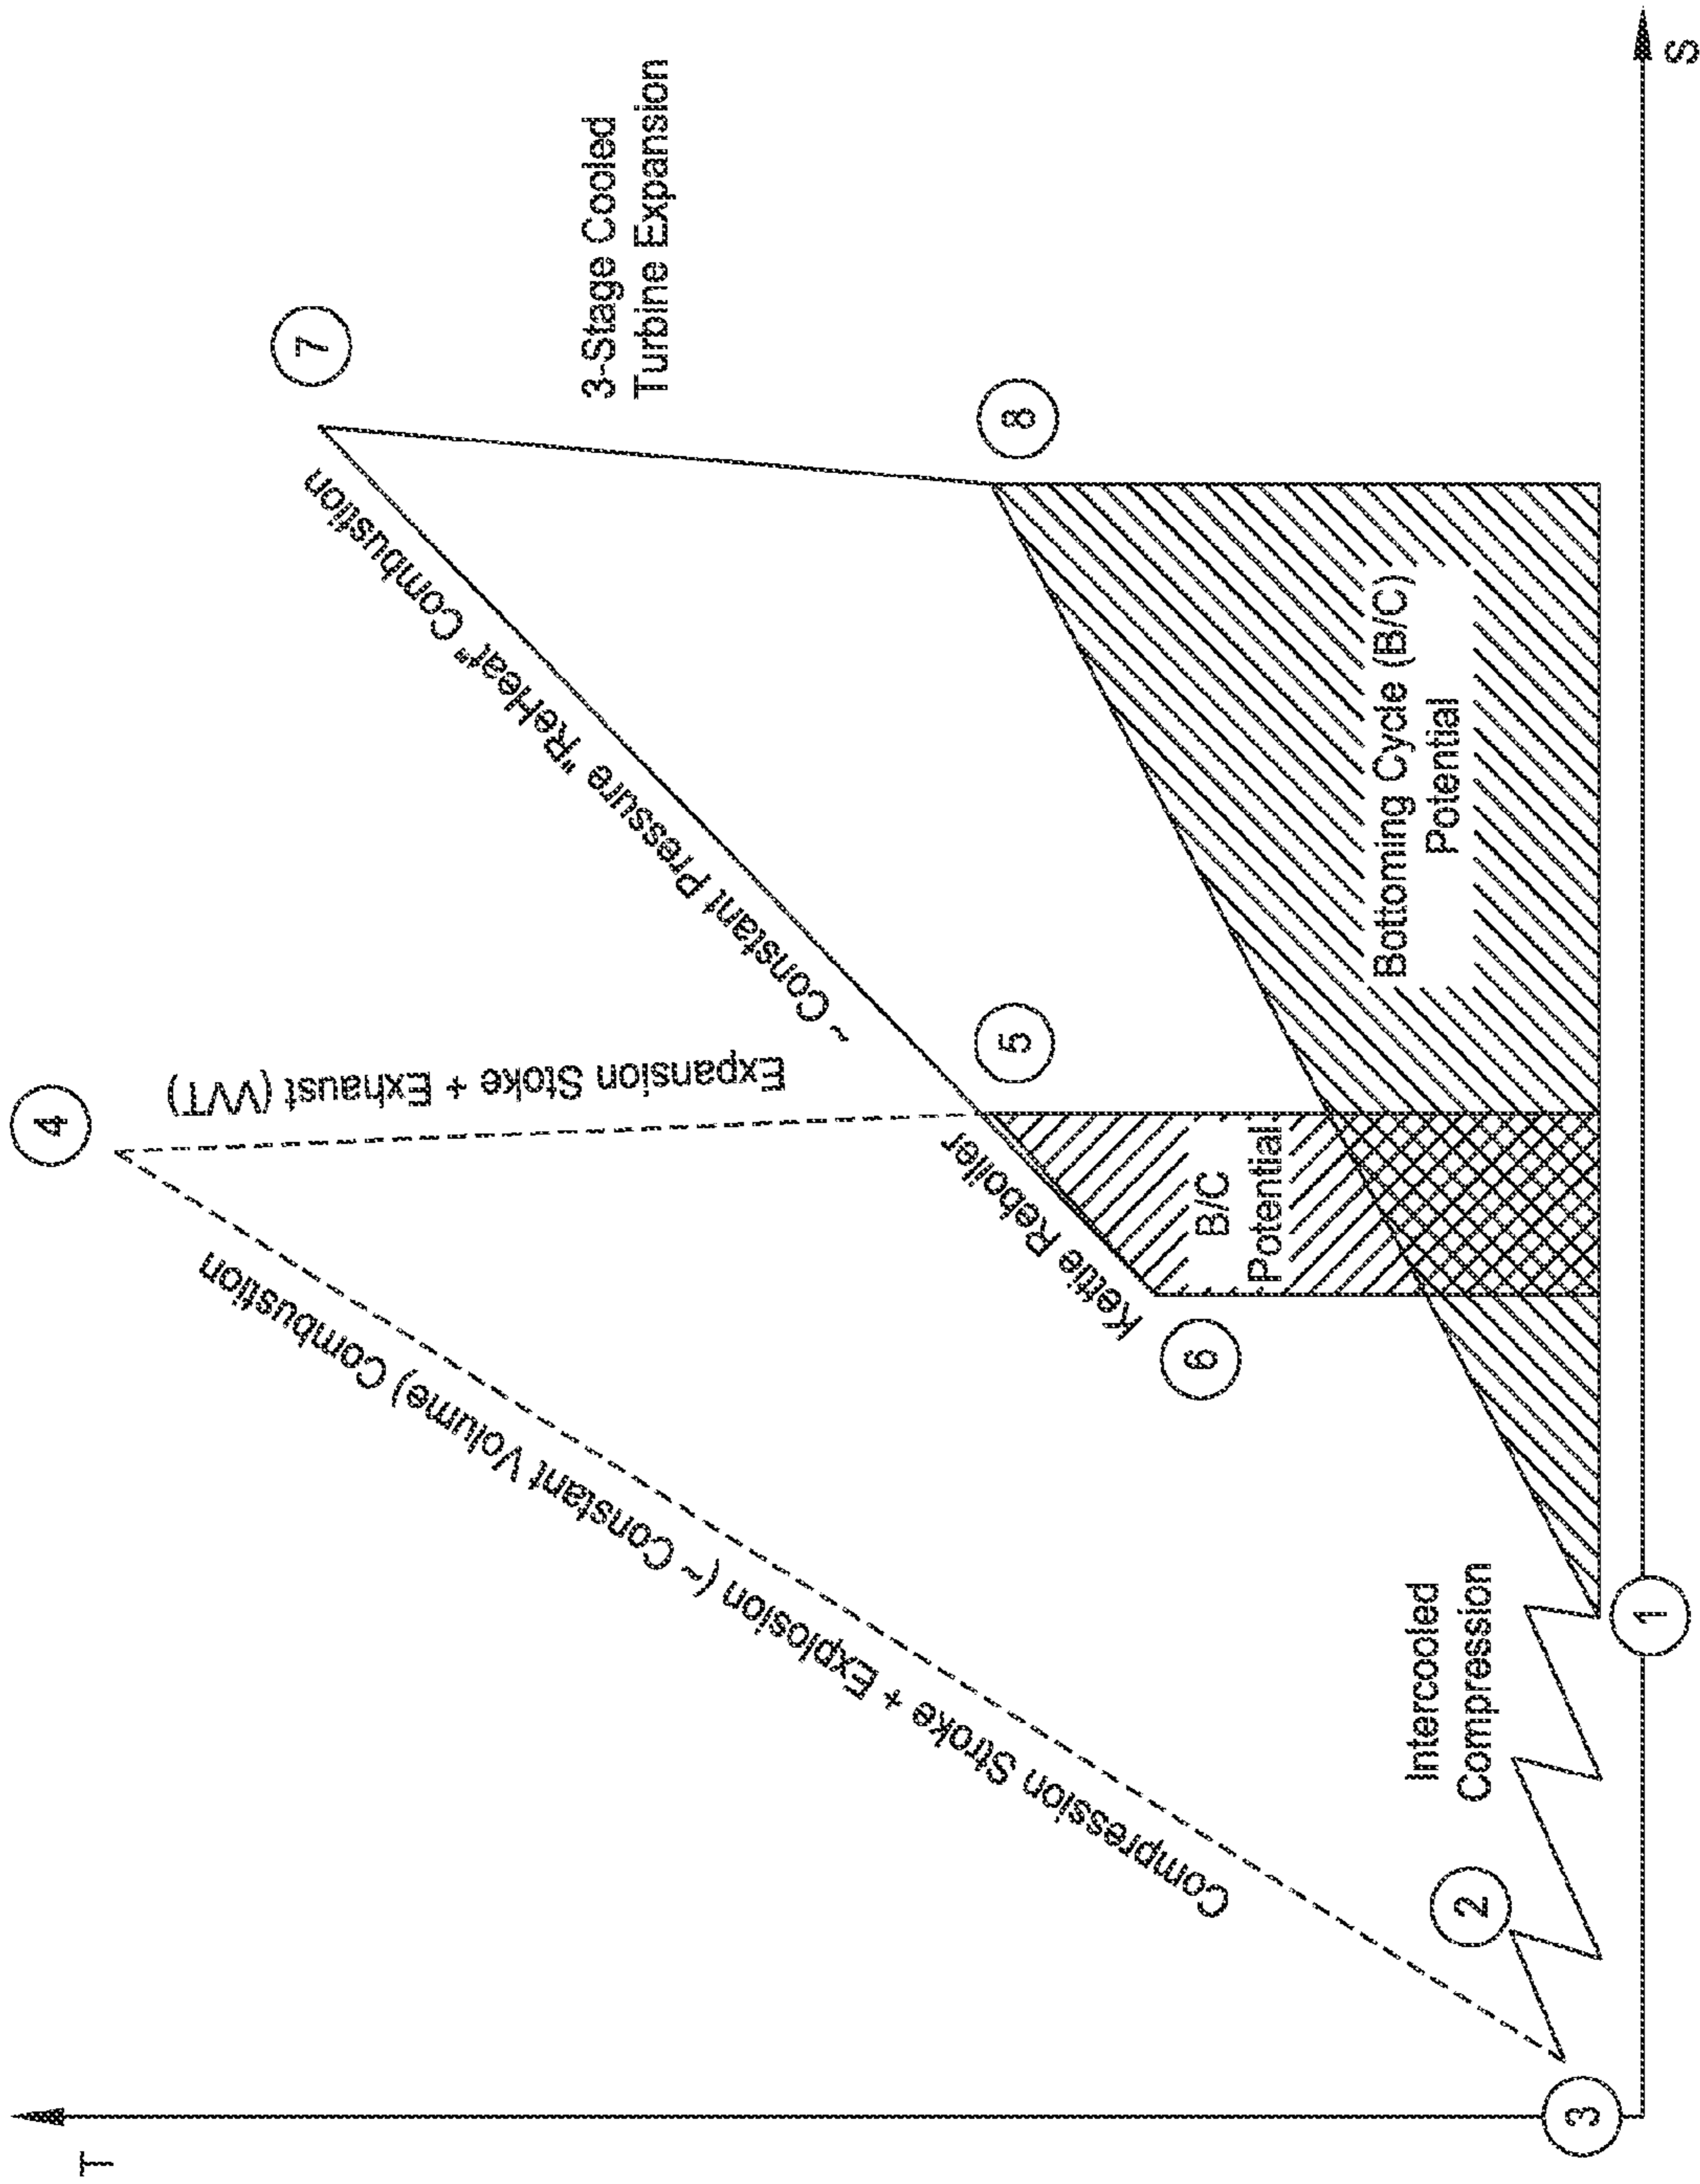 T
4
Expansion Stoke + Exhaust (VVT)
7
Compression Stroke + Explosion (~ Constant Volume) Combustion
~ Constant Pressure "ReHeat" Combustion
3-Stage Cooled
Turbine Expansion
5
8
Kettle Reboiler
6
B/C
Potential
Bottoming Cycle (B/C)
Potential
Intercooled
Compression
2
3
1
S